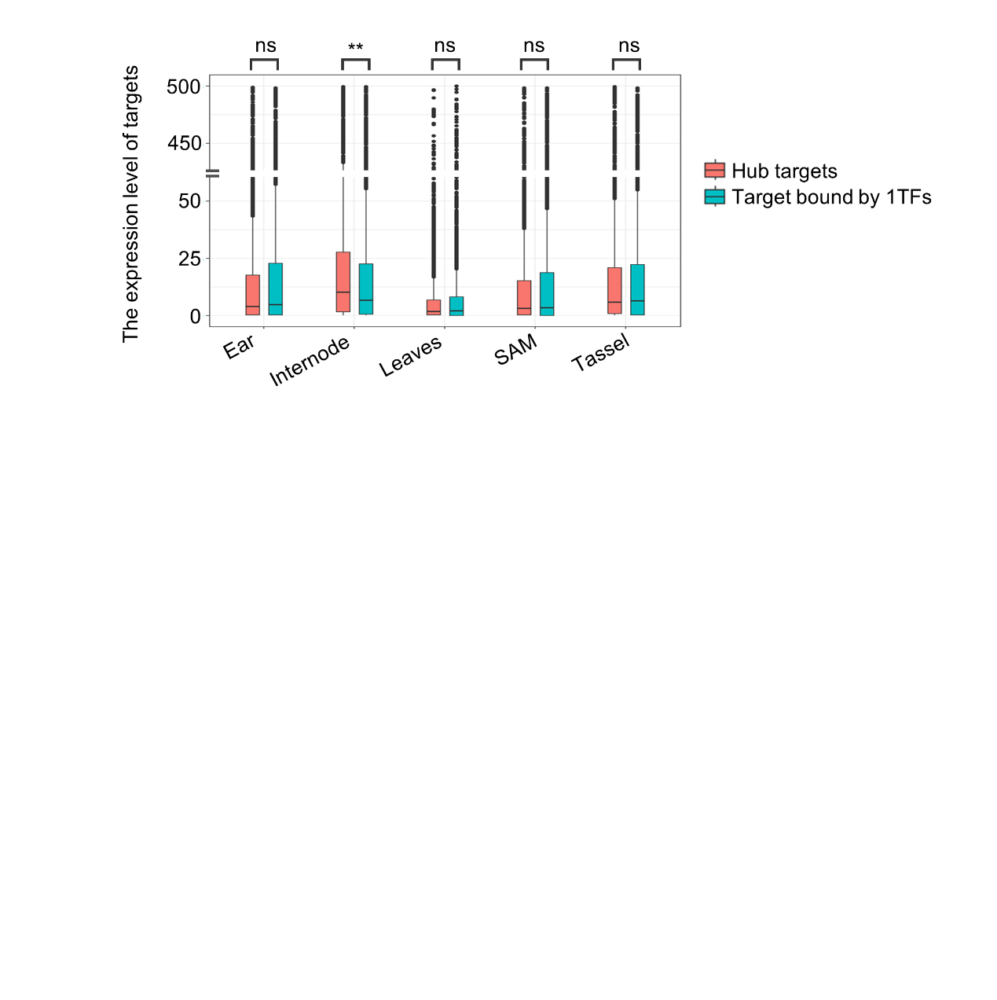 ns
**
ns
ns
ns
The expression level of targets
500
450
50
25
0
Ear
Internode
Leaves
SAM
Tassel
Hub targets
Target bound by 1TFs